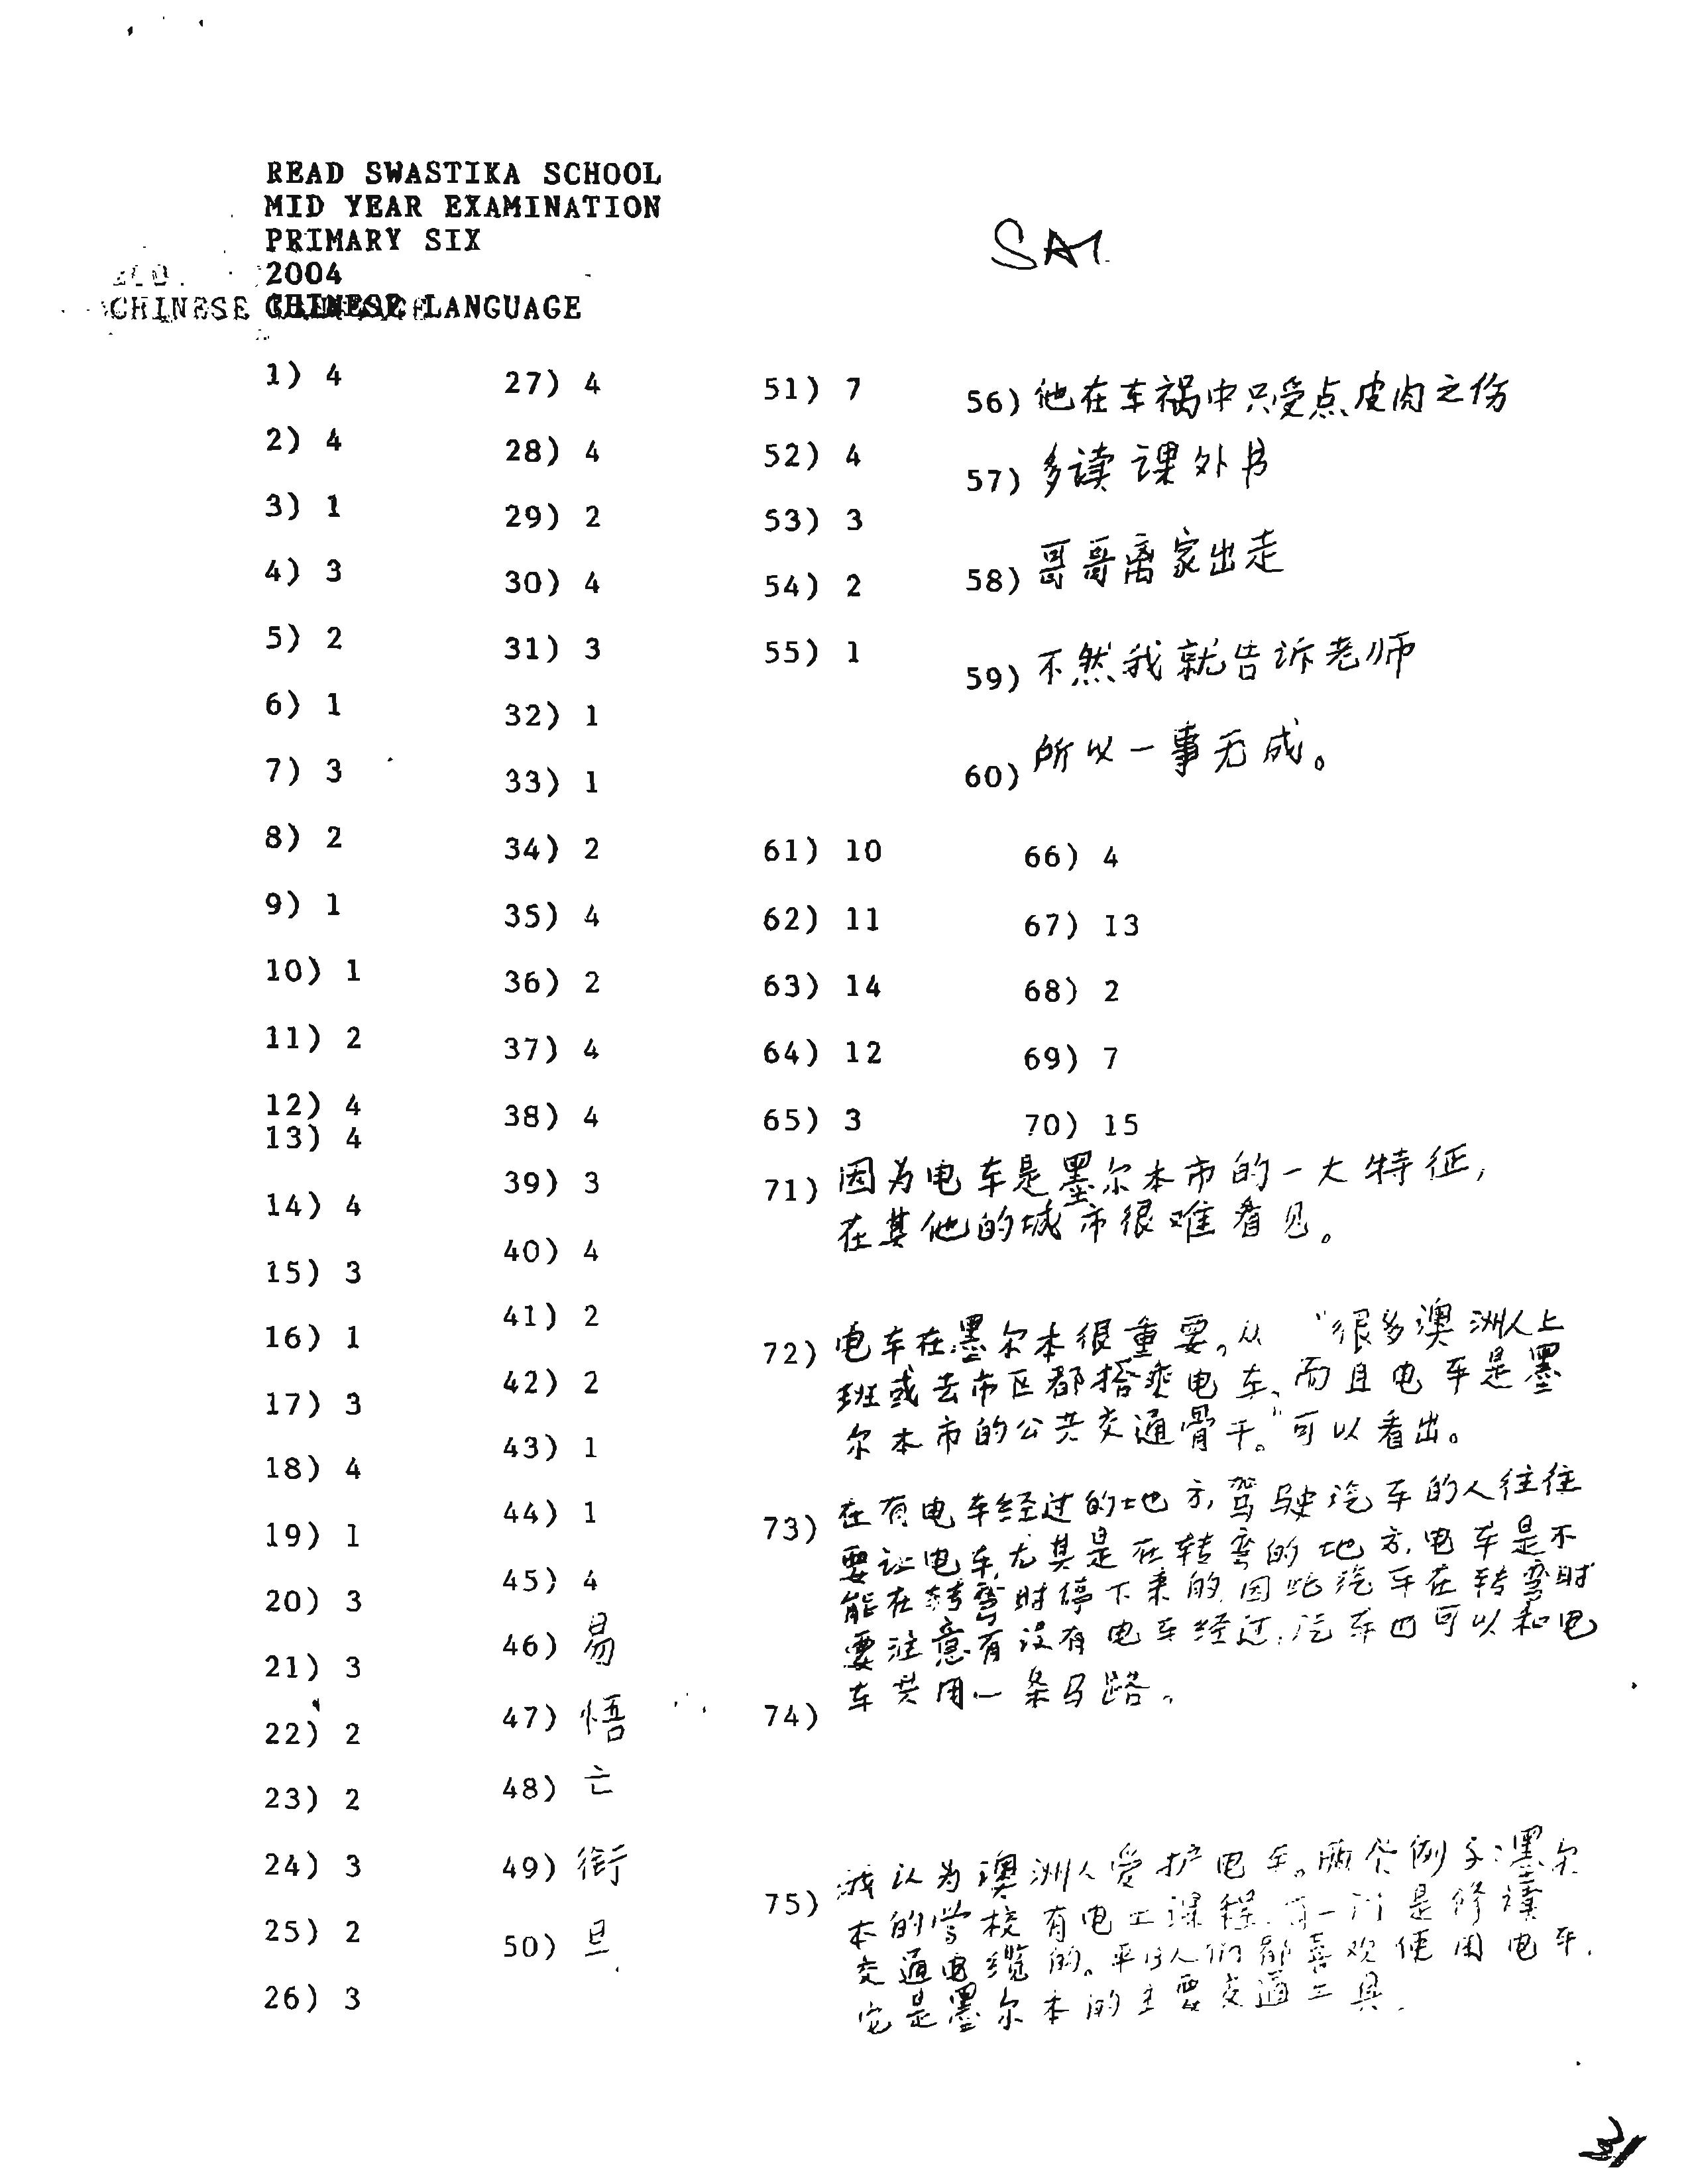 READ SWASTIKA SCHOOL
MID YEAR EXAMINATION
PRIMARY SIX
2004
CHINESE CHINESE LANGUAGE
SA1
1) 4
2) 4
3) 1
4) 3
5) 2
6) 1
7) 3
8) 2
9) 1
10) 1
11) 2
12) 4
13) 4
14) 4
15) 3
16) 1
17) 3
18) 4
19) 1
20) 3
21) 3
22) 2
23) 2
24) 3
25) 2
26) 3
27) 4
28) 4
29) 2
30) 4
31) 3
32) 1
33) 1
34) 2
35) 4
36) 2
37) 4
38) 4
39) 3
40) 4
41) 2
42) 2
43) 1
44) 1
45) 4
46) 易
47) 悟
48) 亡
49) 衔
50) 旦
51) 7
52) 4
53) 3
54) 2
55) 1
56) 他在车祸中只受点皮肉之伤
57) 多读课外书
58) 哥哥离家出走
59) 不然我就告诉老师
60) 所以一事无成。
61) 10
62) 11
63) 14
64) 12
65) 3
66) 4
67) 13
68) 2
69) 7
70) 15
71) 因为电车是墨尔本市的一大特征,
在其他的城市很难看见。
72) 电车在墨尔本很重要。从 "很多澳洲人上
班或去市区都搭乘电车、而且电车是墨
尔本市的公共交通骨干。"可以看出。
73) 在有电车经过的地方,驾驶汽车的人往往
要让电车,尤其是在转弯的地方.电车是不
能在转弯时停下来的.因此汽车在转弯时
要注意有没有电车经过.汽车也可以和电
车共用一条马路。
74)
75) 我认为澳洲人爱护电车。两个例子:墨尔
本的学校有电工课程.有一门是修读
交通电缆的。平日人们都喜欢使用电车.
它是墨尔本的主要交通工具.
31